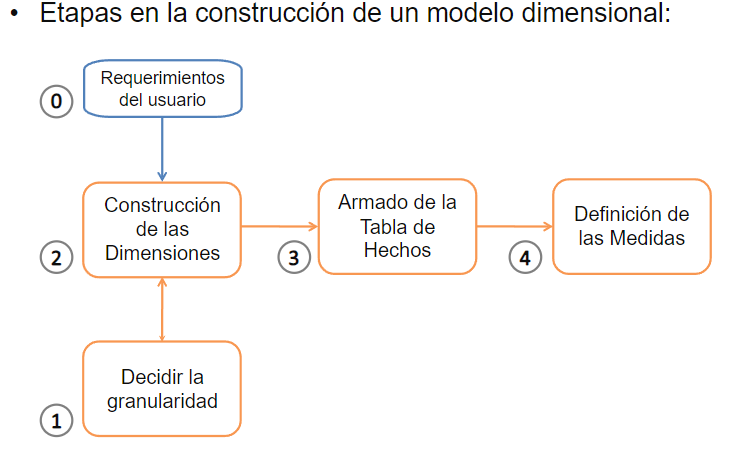 • Etapas en la construcción de un modelo dimensional:
0
Requerimientos
del usuario
2
Construcción
de las
Dimensiones
3
Armado de la
Tabla de
Hechos
4
Definición de
las Medidas
1
Decidir la
granularidad